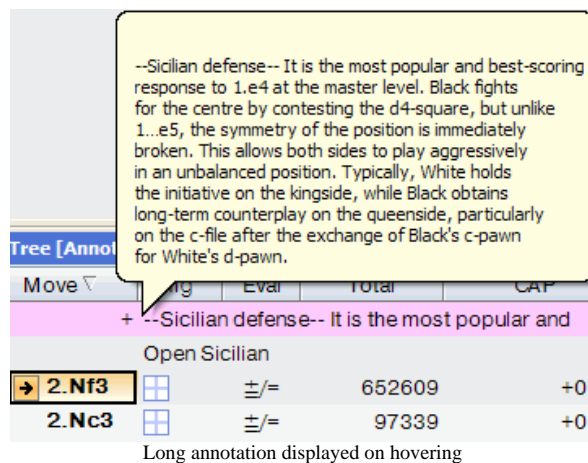 --Sicilian defense-- It is the most popular and best-scoring
response to 1.e4 at the master level. Black fights
for the centre by contesting the d4-square, but unlike
1...e5, the symmetry of the position is immediately
broken. This allows both sides to play aggressively
in an unbalanced position. Typically, White holds
the initiative on the kingside, while Black obtains
long-term counterplay on the queenside, particularly
on the c-file after the exchange of Black's c-pawn
for White's d-pawn.
Tree [Annot
Move Eval Total CAP
+ --Sicilian defense-- It is the most popular and
Open Sicilian
2.Nf3 ±/= 652609 +0
2.Nc3 ±/= 97339 +0
Long annotation displayed on hovering